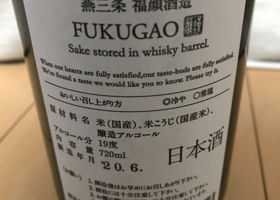 燕三条 福顔酒造
FUKUGAO
Sake stored in whisky barrel.
When our hearts are fully satisfied, our taste-buds are fully satisfied.
We've found a taste we would like you to know. Please try it.
おいしい召し上がり方 ◎冷や ○常温
原材料名 米(国産)、米こうじ(国産米)、
醸造アルコール
アルコール分 19度
内容量 720ml
製造年月 20.6.
日本酒